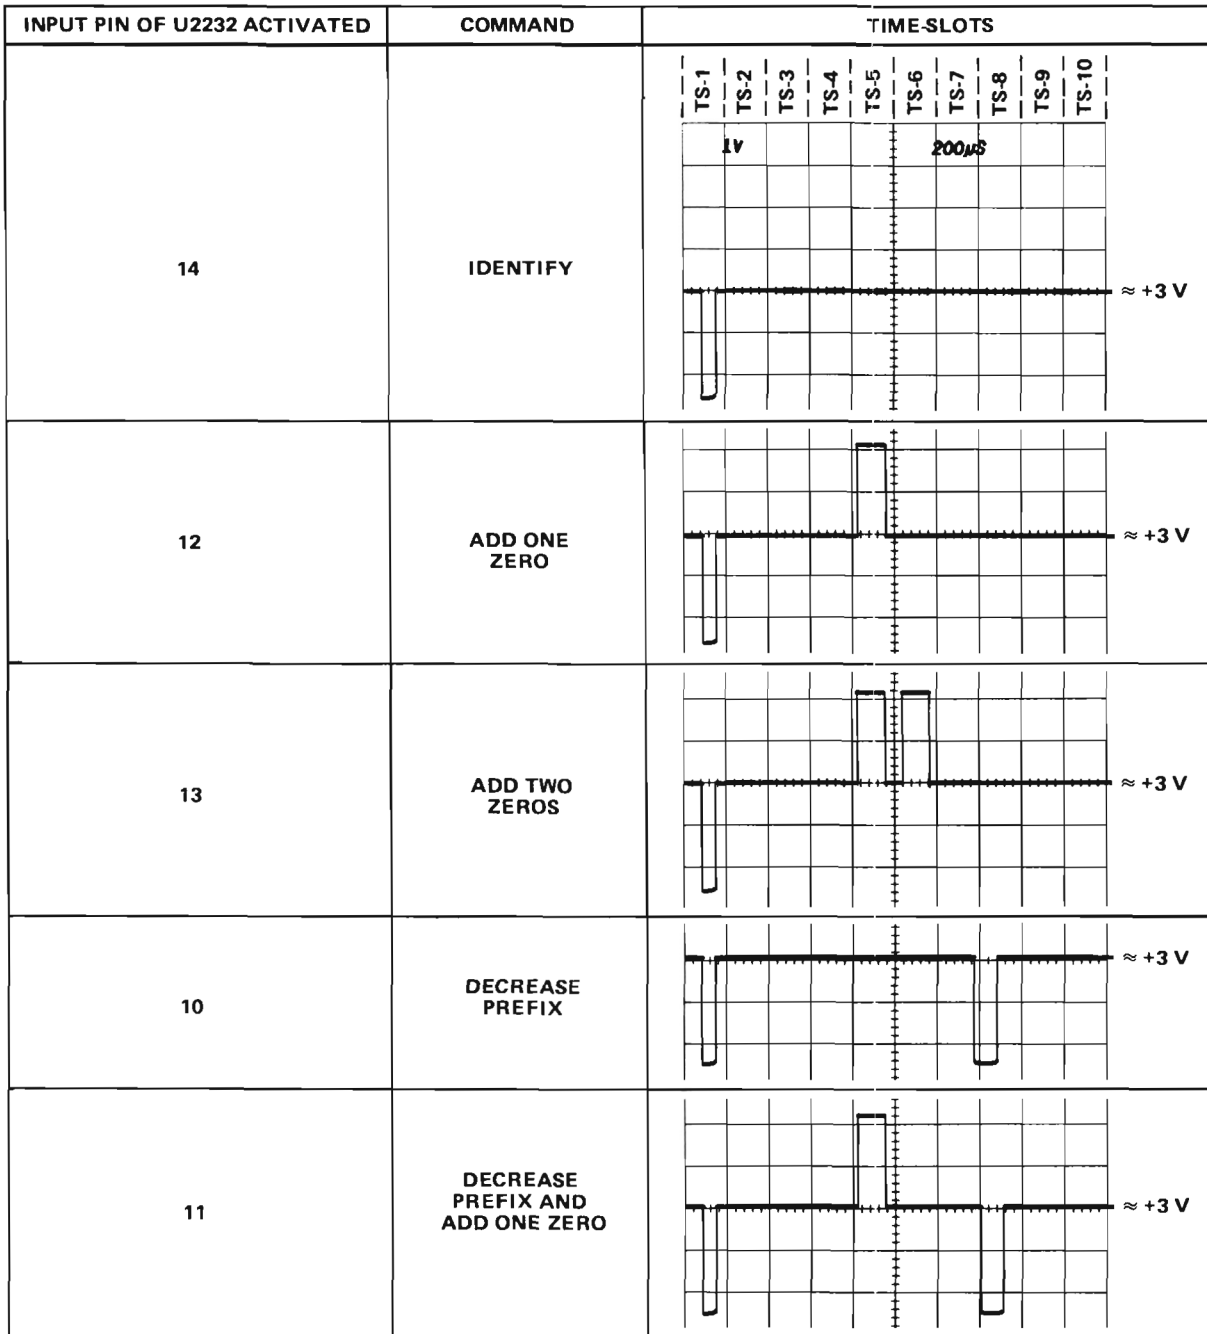 INPUT PIN OF U2232 ACTIVATED
COMMAND
TIME-SLOTS
TS-1
TS-2
TS-3
TS-4
TS-5
TS-6
TS-7
TS-8
TS-9
TS-10
1V
200µS
14
IDENTIFY
≈ +3 V
12
ADD ONE
ZERO
≈ +3 V
13
ADD TWO
ZEROS
≈ +3 V
10
DECREASE
PREFIX
≈ +3 V
11
DECREASE
PREFIX AND
ADD ONE ZERO
≈ +3 V